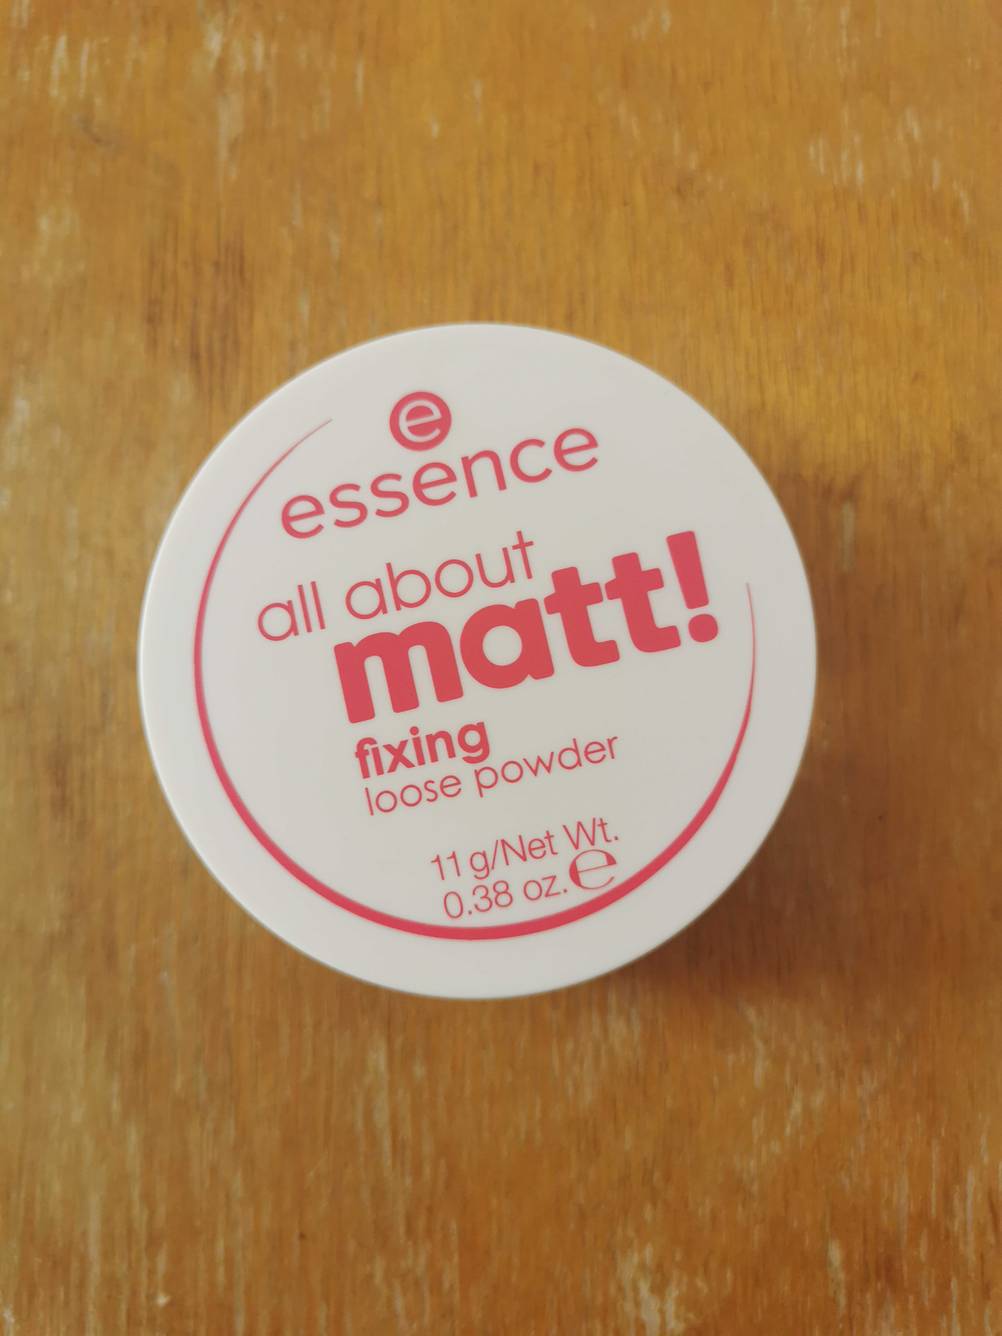 e
essence
all about
matt!
fixing
loose powder
11 g/Net Wt.
0.38 oz. ℮